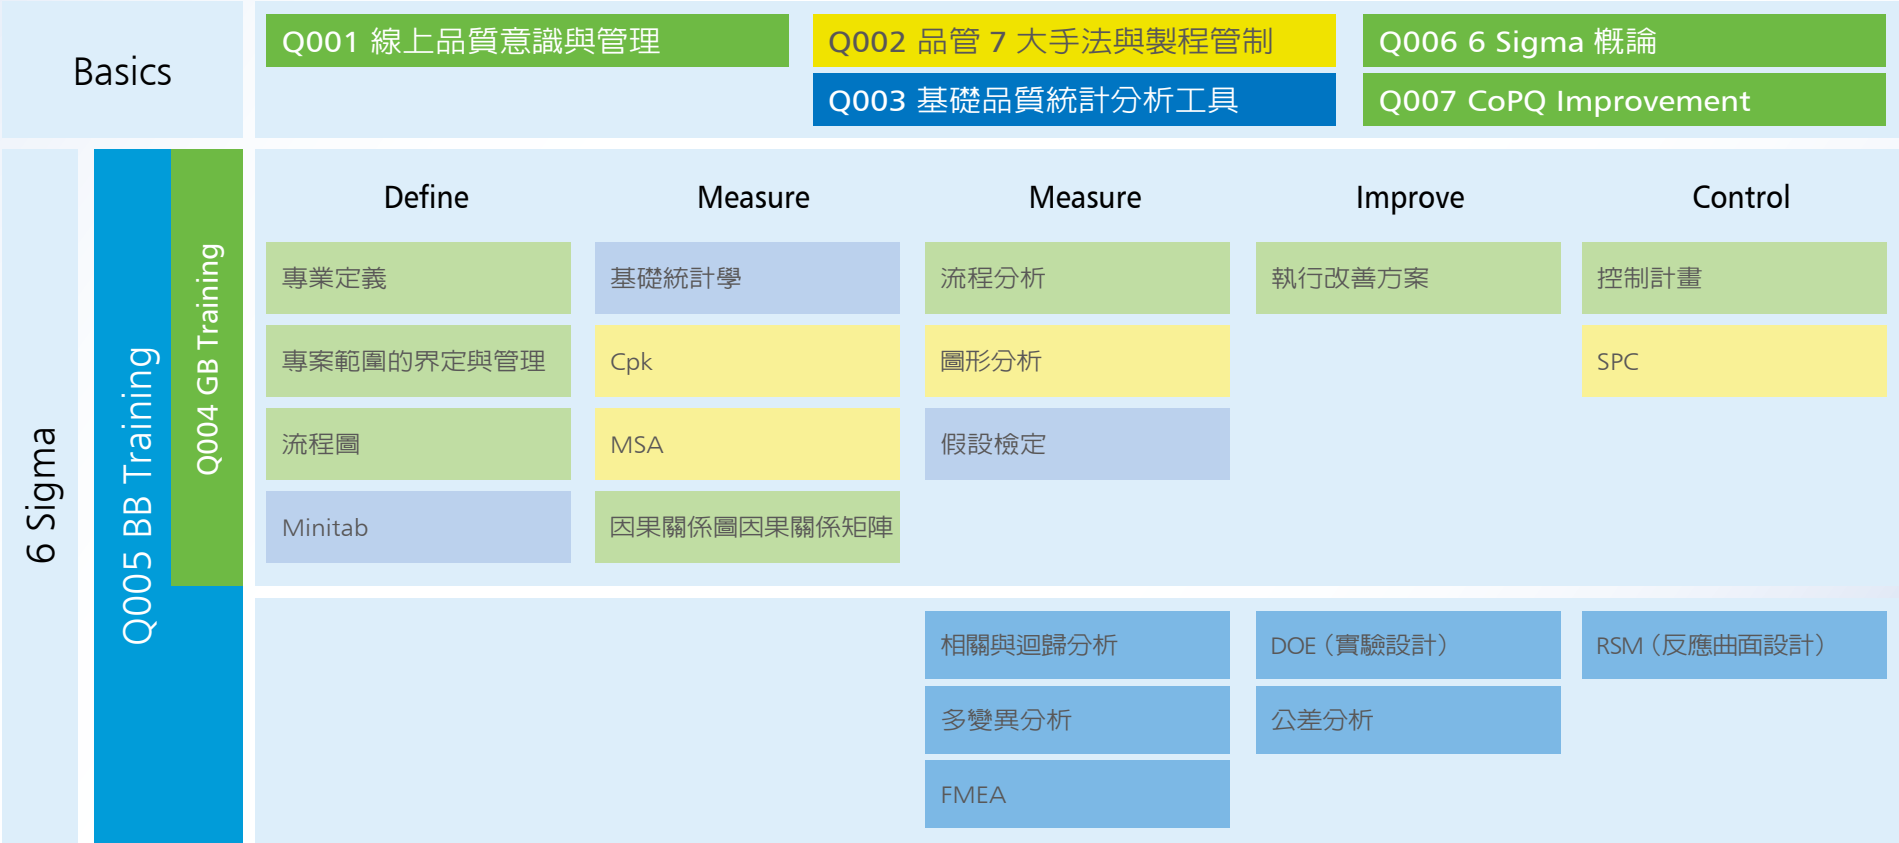 Basics
Q001 線上品質意識與管理
Q002 品管 7 大手法與製程管制
Q003 基礎品質統計分析工具
Q006 6 Sigma 概論
Q007 CoPQ Improvement
6 Sigma
Q005 BB Training
Q004 GB Training
Define
專業定義
專案範圍的界定與管理
流程圖
Minitab
Measure
基礎統計學
Cpk
MSA
因果關係圖因果關係矩陣
Measure
流程分析
圖形分析
假設檢定
Improve
執行改善方案
Control
控制計畫
SPC
相關與迴歸分析
多變異分析
FMEA
DOE（實驗設計）
公差分析
RSM（反應曲面設計）